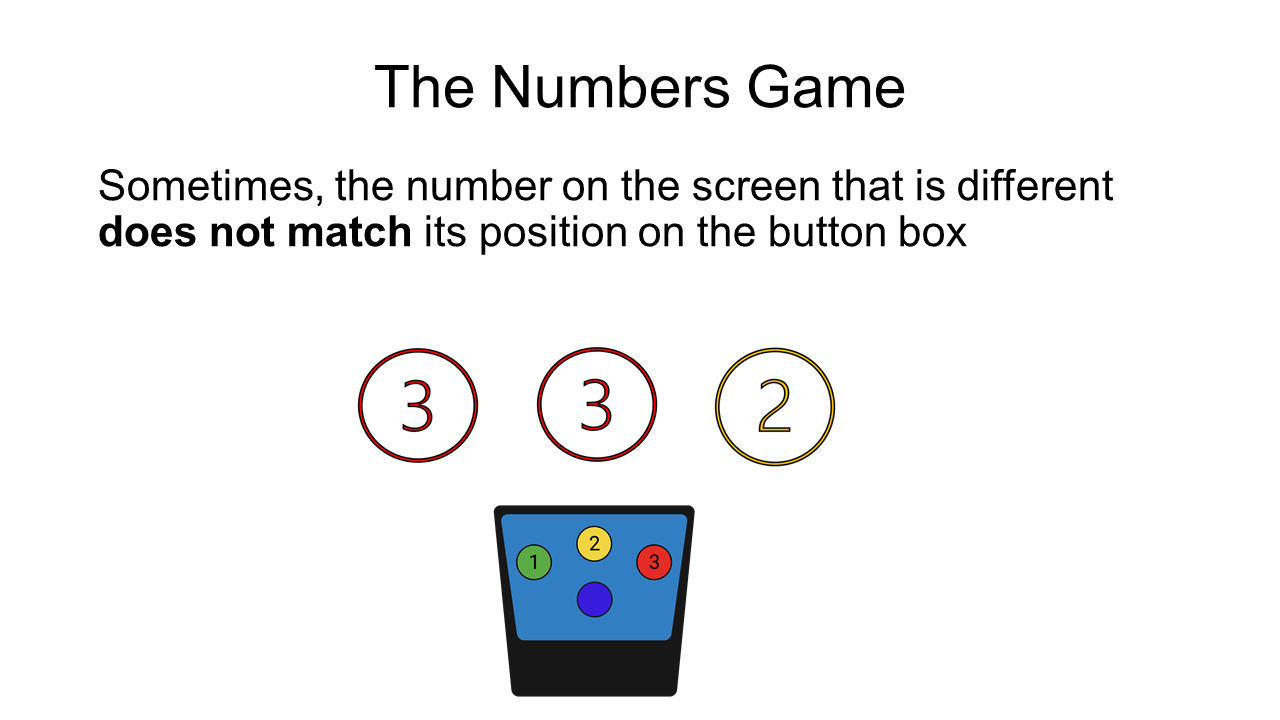 The Numbers Game
Sometimes, the number on the screen that is different
does not match its position on the button box
3 3 2
2
1 3